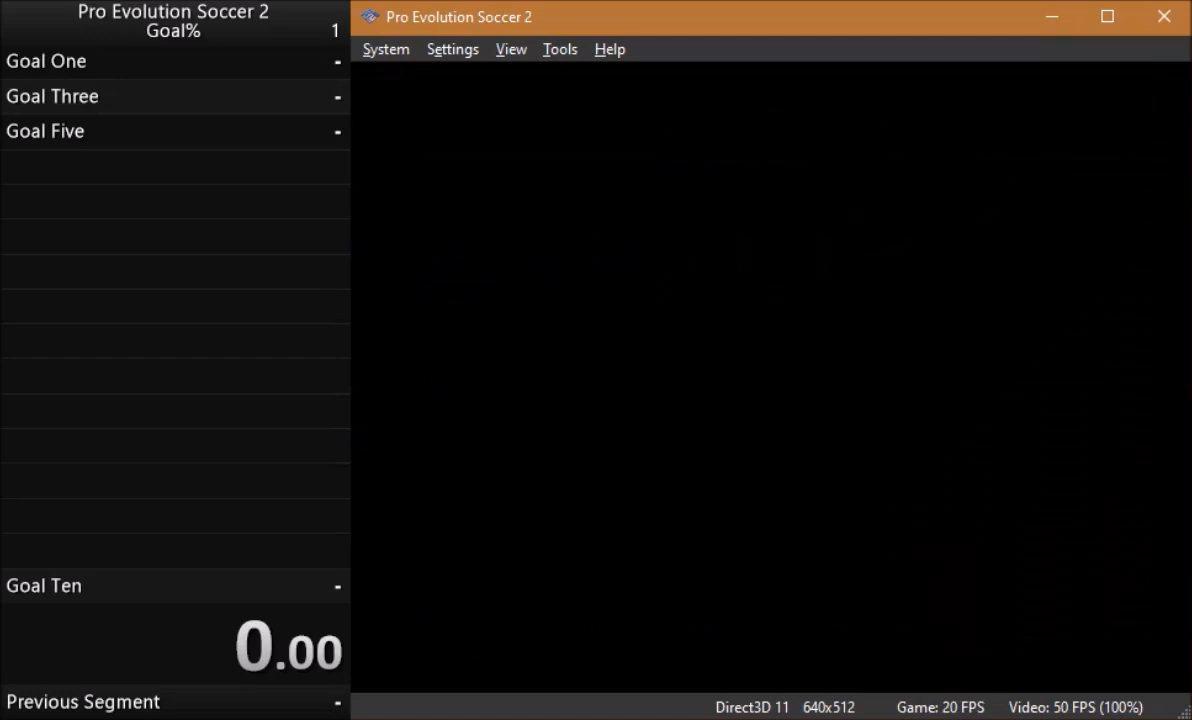 Pro Evolution Soccer 2
Goal%
1
Goal One -
Goal Three -
Goal Five -
Goal Ten -
0.00
Previous Segment -
Pro Evolution Soccer 2
System Settings View Tools Help
Direct3D 11 640x512 Game: 20 FPS Video: 50 FPS (100%)